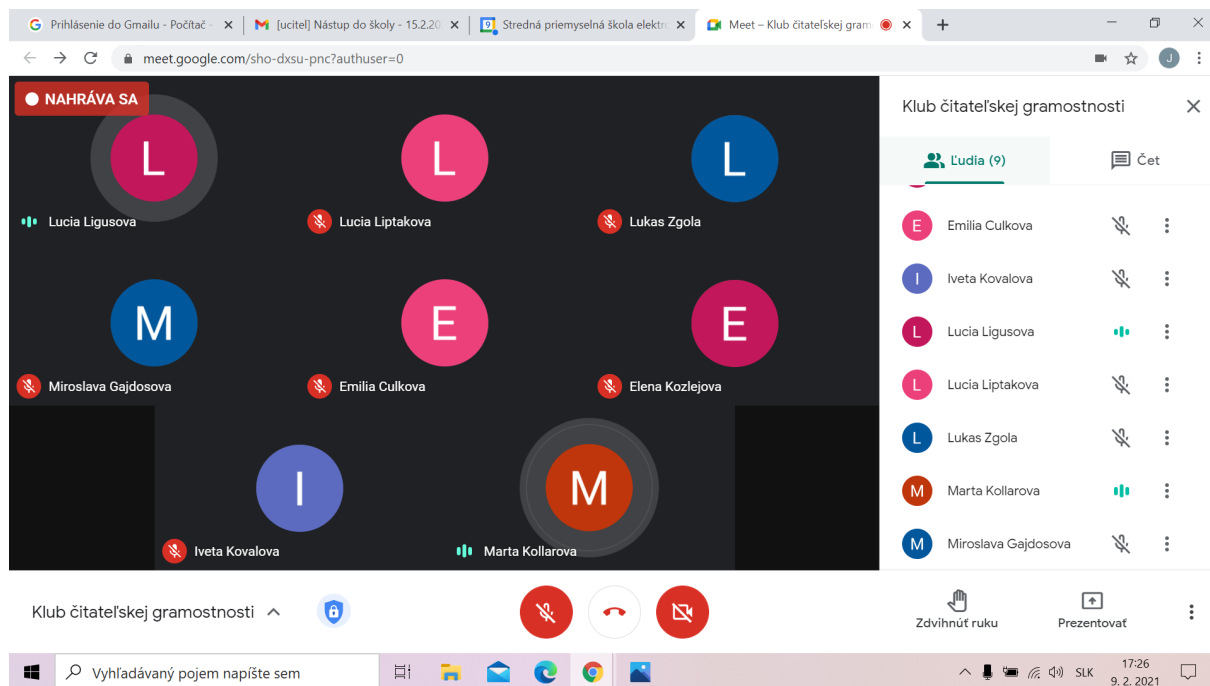 Prihlásenie do Gmailu - Počítač -
[ucitel] Nástup do školy - 15.2.20
Stredná priemyselná škola elektro
Meet – Klub čitateľskej gram
meet.google.com/sho-dxsu-pnc?authuser=0
J
NAHRÁVA SA
L
L
L
Lucia Ligusova
Lucia Liptakova
Lukas Zgola
M
E
E
Miroslava Gajdosova
Emilia Culkova
Elena Kozlejova
I
M
Iveta Kovalova
Marta Kollarova
Klub čitateľskej gramostnosti
Ľudia (9)
Čet
E Emilia Culkova
I Iveta Kovalova
L Lucia Ligusova
L Lucia Liptakova
L Lukas Zgola
M Marta Kollarova
M Miroslava Gajdosova
Klub čitateľskej gramostnosti
Zdvihnúť ruku
Prezentovať
Vyhľadávaný pojem napíšte sem
SLK
17:26
9. 2. 2021